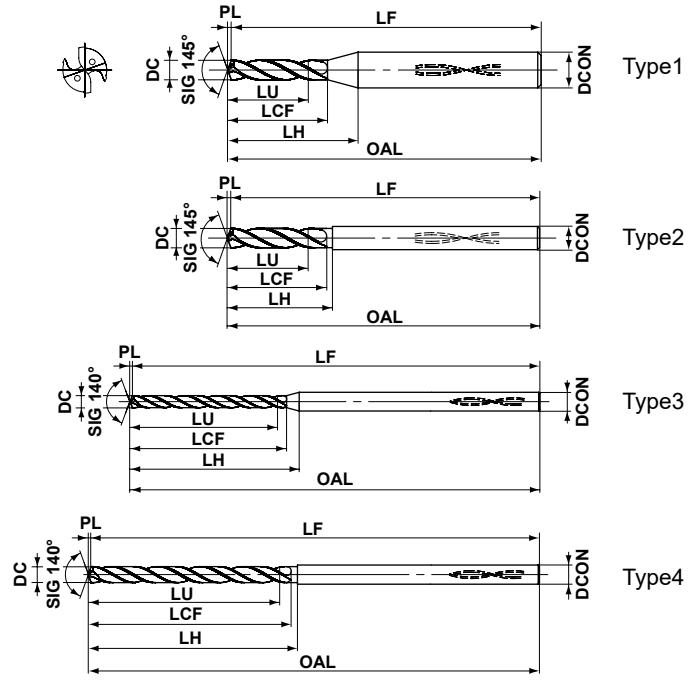 PL LF
DC SIG 145° LU DCON Type1
LCF
LH
OAL
PL LF
DC SIG 145° LU DCON Type2
LCF
LH
OAL
PL LF
DC SIG 140° LU DCON Type3
LCF
LH
OAL
PL LF
DC SIG 140° LU DCON Type4
LCF
LH
OAL